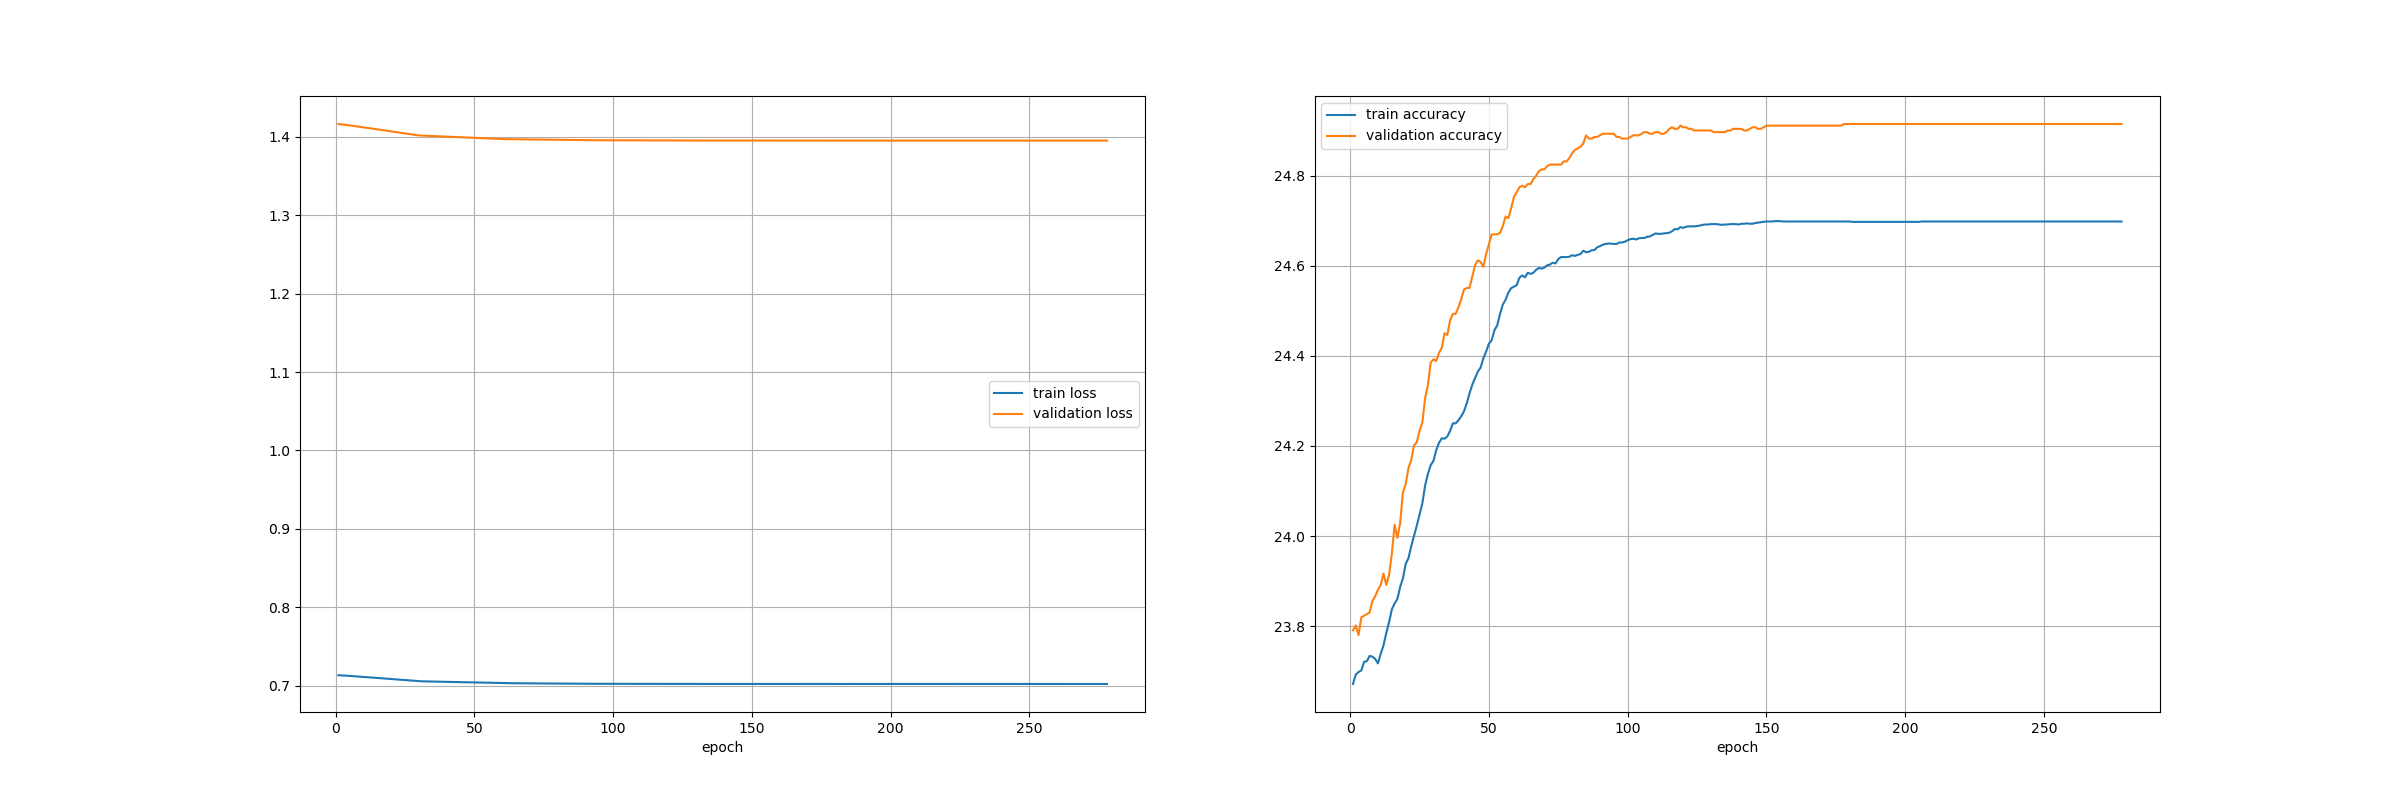 1.4
1.3
1.2
1.1
1.0
0.9
0.8
0.7
train loss
validation loss
0 50 100 150 200 250
epoch
train accuracy
validation accuracy
24.8
24.6
24.4
24.2
24.0
23.8
0 50 100 150 200 250
epoch